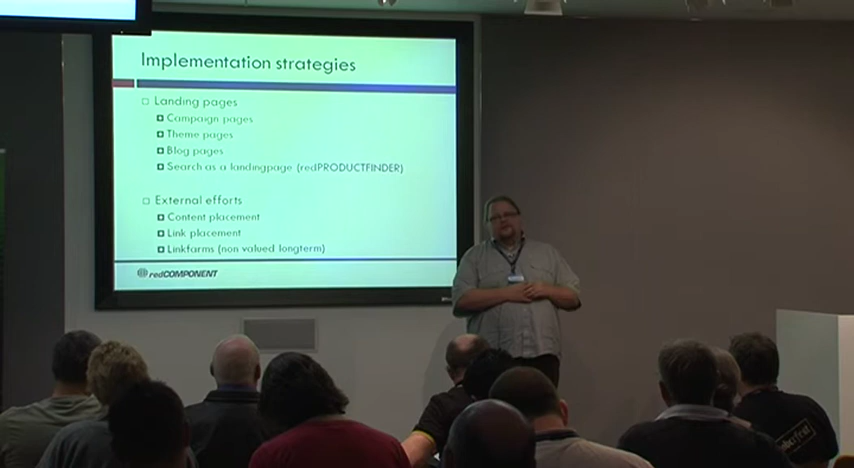 Implementation strategies
Landing pages
Campaign pages
Theme pages
Blog pages
Search as a landingpage (redPRODUCTFINDER)
External efforts
Content placement
Link placement
Linkfarms (non valued longterm)
redCOMPONENT